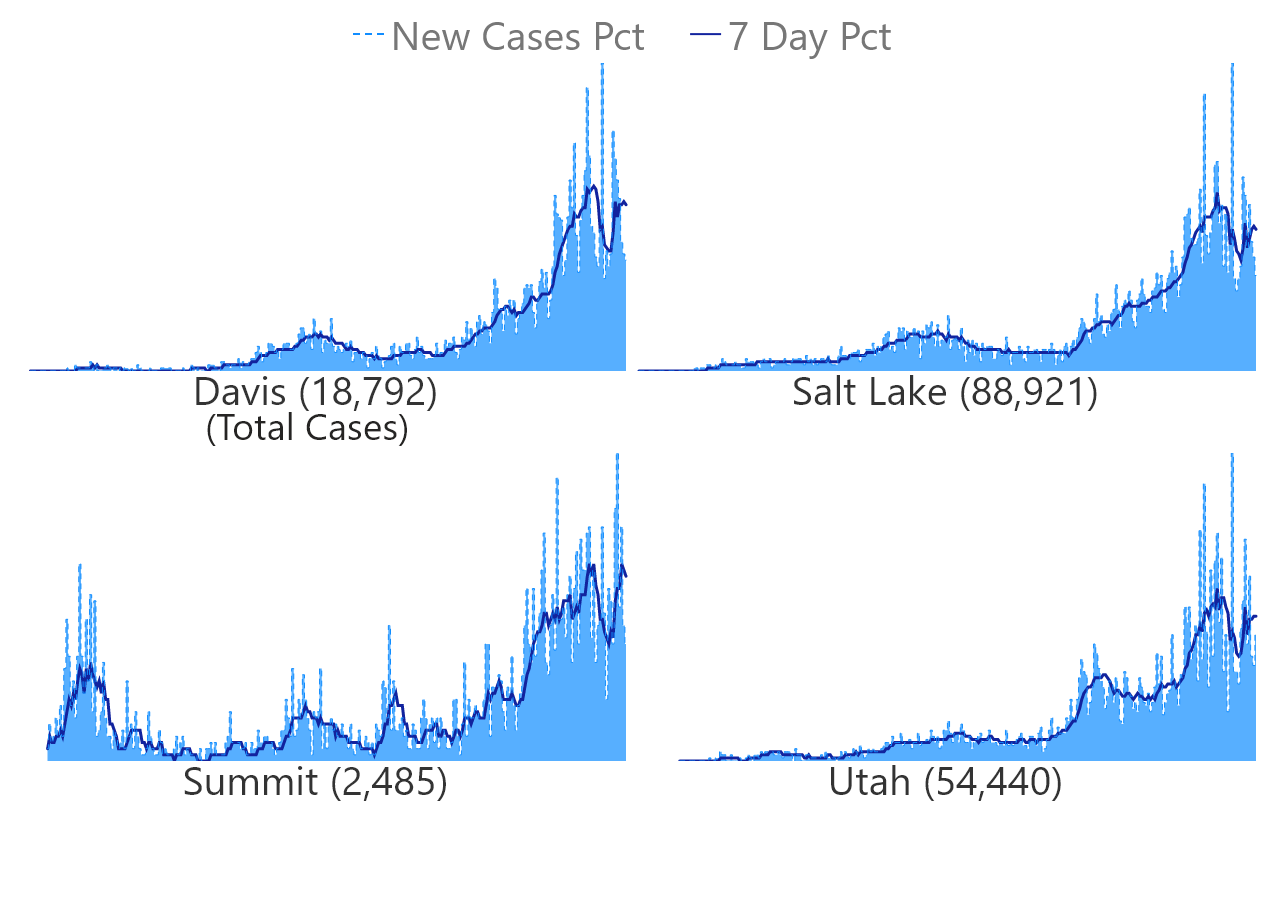 New Cases Pct 7 Day Pct
Davis (18,792)
(Total Cases)
Salt Lake (88,921)
Summit (2,485)
Utah (54,440)